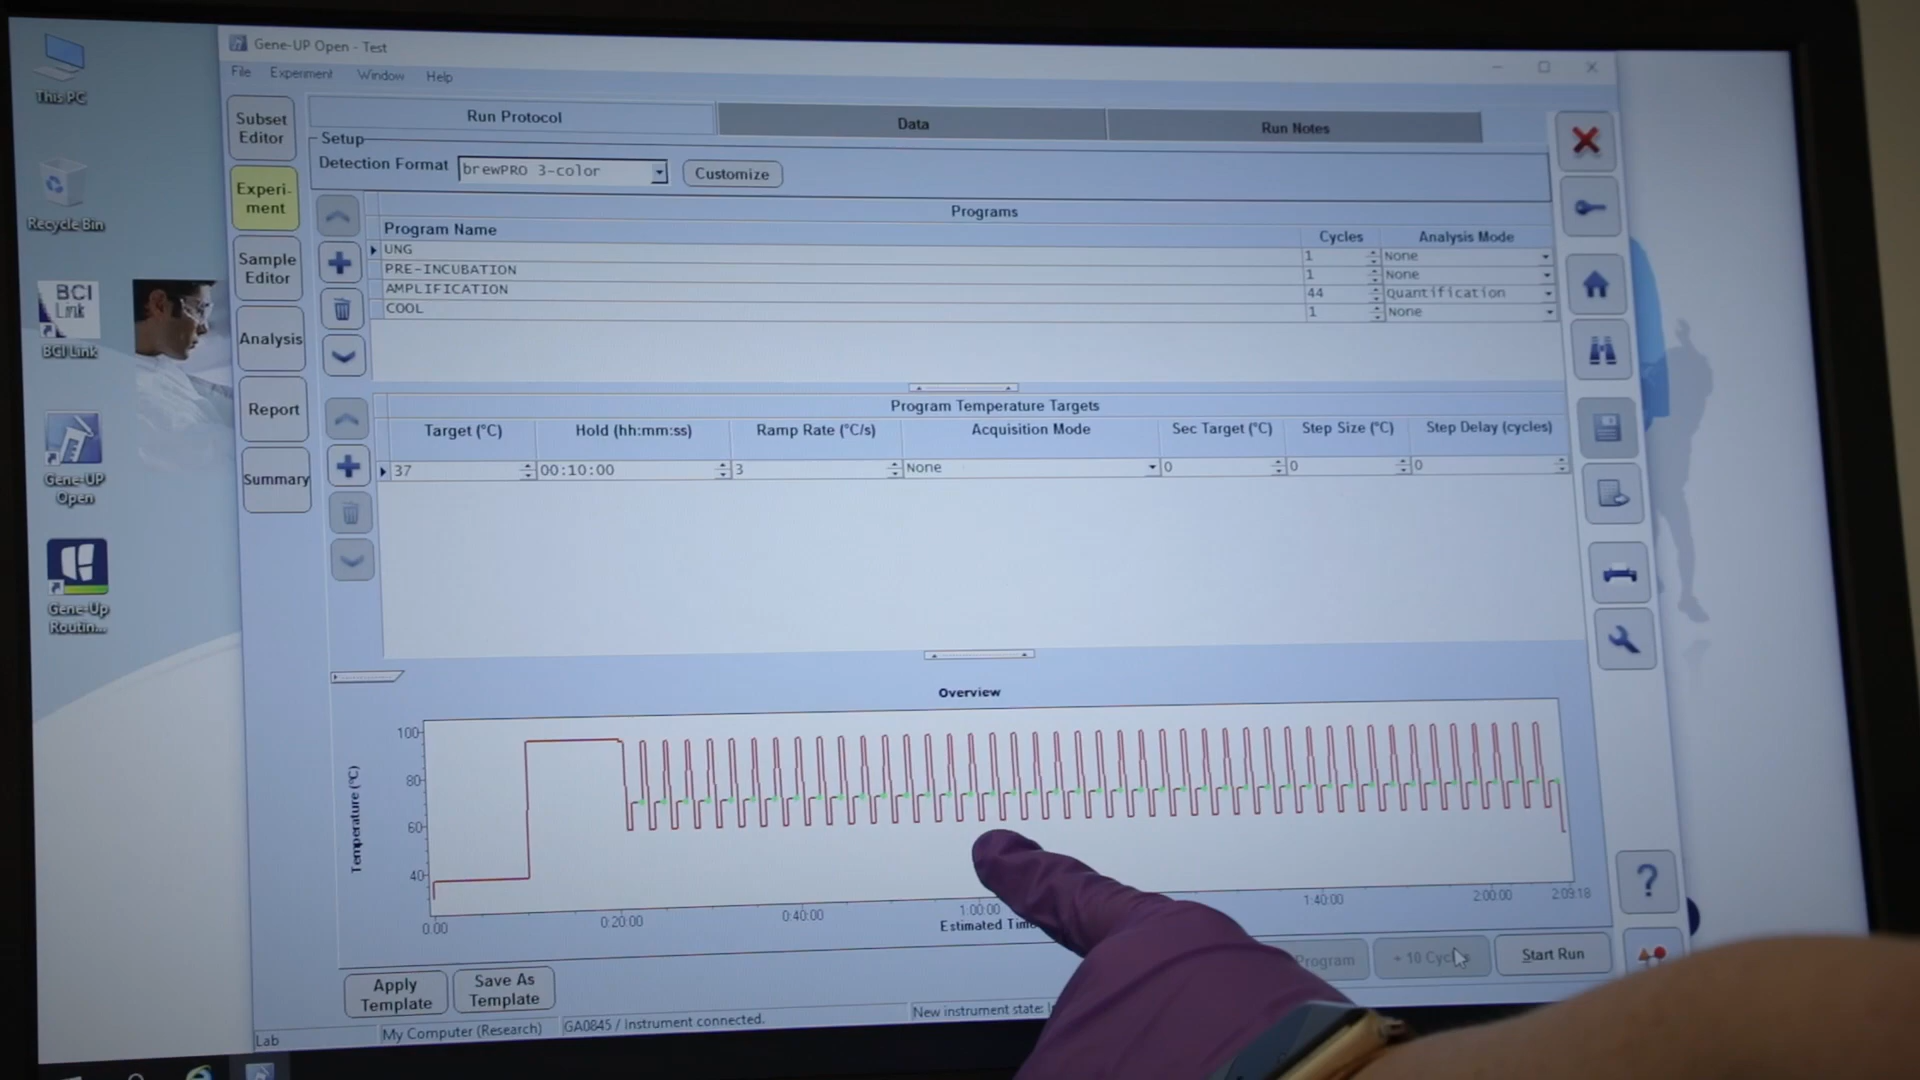 This PC
Recycle Bin
BCI
Link
BGI Link
Gene-UP
Open
Gene-Up
Routin...
Gene-UP Open - Test
File Experiment Window Help
Subset
Editor
Experi-
ment
Sample
Editor
Analysis
Report
Summary
Run Protocol Data Run Notes
Setup
Detection Format brewPRO 3-color Customize
Programs
Program Name Cycles Analysis Mode
UNG 1 None
PRE-INCUBATION 1 None
AMPLIFICATION 44 Quantification
COOL 1 None
Program Temperature Targets
Target (°C) Hold (hh:mm:ss) Ramp Rate (°C/s) Acquisition Mode Sec Target (°C) Step Size (°C) Step Delay (cycles)
37 00:10:00 3 None 0 0 0
Overview
Temperature (°C)
100
80
60
40
0:00 0:20:00 0:40:00 1:00:00 1:40:00 2:00:00 2:09:18
Estimated Time
Apply
Template
Save As
Template
Program + 10 Start Run
?
Lab My Computer (Research) GA0845 / Instrument connected. New instrument state: